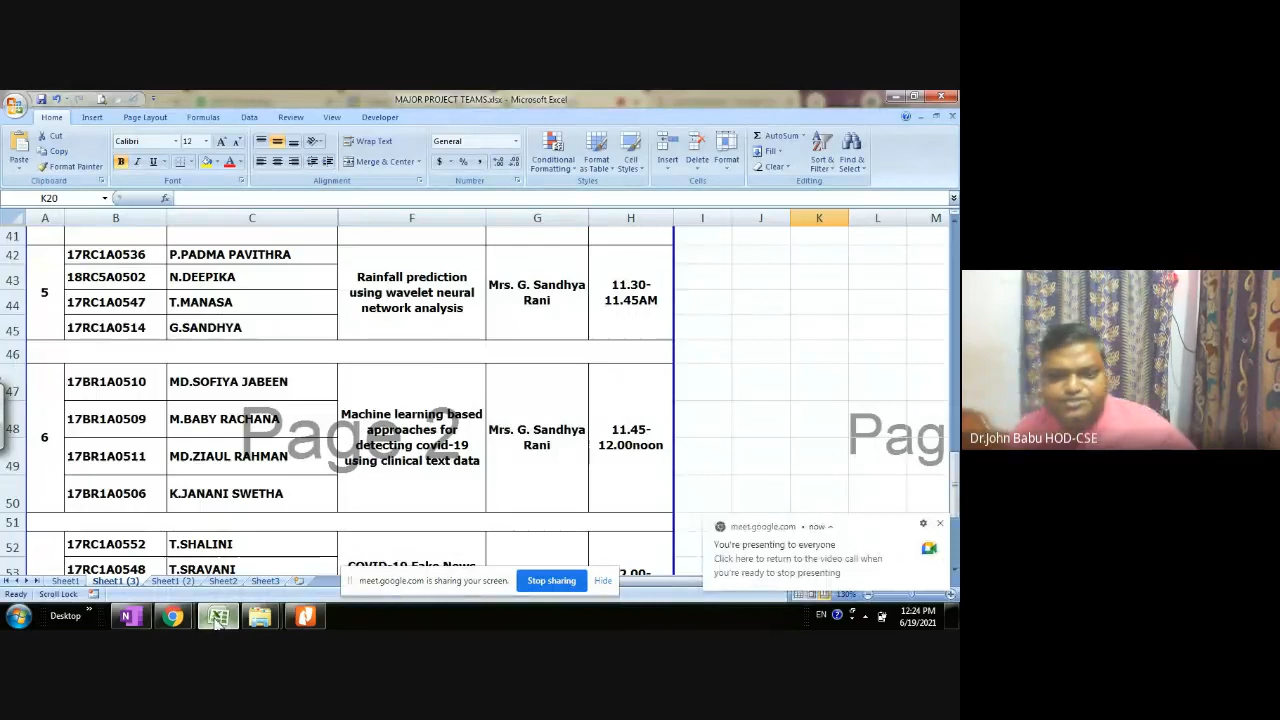 MAJOR PROJECT TEAMS.xlsx - Microsoft Excel
Home Insert Page Layout Formulas Data Review View Developer
Paste Cut Copy Format Painter Clipboard
Calibri 12 Font
Wrap Text Merge & Center Alignment
General Number
Conditional Formatting Format as Table Cell Styles Styles
Insert Delete Format Cells
AutoSum Fill Clear Sort & Filter Find & Select Editing
K20 fx
A B C F G H I J K L M
41
42 17RC1A0536 P.PADMA PAVITHRA
43 18RC5A0502 N.DEEPIKA
44 17RC1A0547 T.MANASA
45 17RC1A0514 G.SANDHYA
5
Rainfall prediction
using wavelet neural
network analysis
Mrs. G. Sandhya
Rani
11.30-
11.45AM
46
47 17BR1A0510 MD.SOFIYA JABEEN
48 17BR1A0509 M.BABY RACHANA
49 17BR1A0511 MD.ZIAUL RAHMAN
50 17BR1A0506 K.JANANI SWETHA
6
Machine learning based
approaches for
detecting covid-19
using clinical text data
Mrs. G. Sandhya
Rani
11.45-
12.00noon
Page 2
Pag
51
52 17RC1A0552 T.SHALINI
53 17RC1A0548 T.SRAVANI
COVID-19 Fake News
2.00-
meet.google.com • now
You're presenting to everyone
Click here to return to the video call when
you're ready to stop presenting
Sheet1 Sheet1 (3) Sheet1 (2) Sheet2 Sheet3
meet.google.com is sharing your screen. Stop sharing Hide
Ready Scroll Lock 130%
Desktop
EN 12:24 PM
6/19/2021
Dr.John Babu HOD-CSE